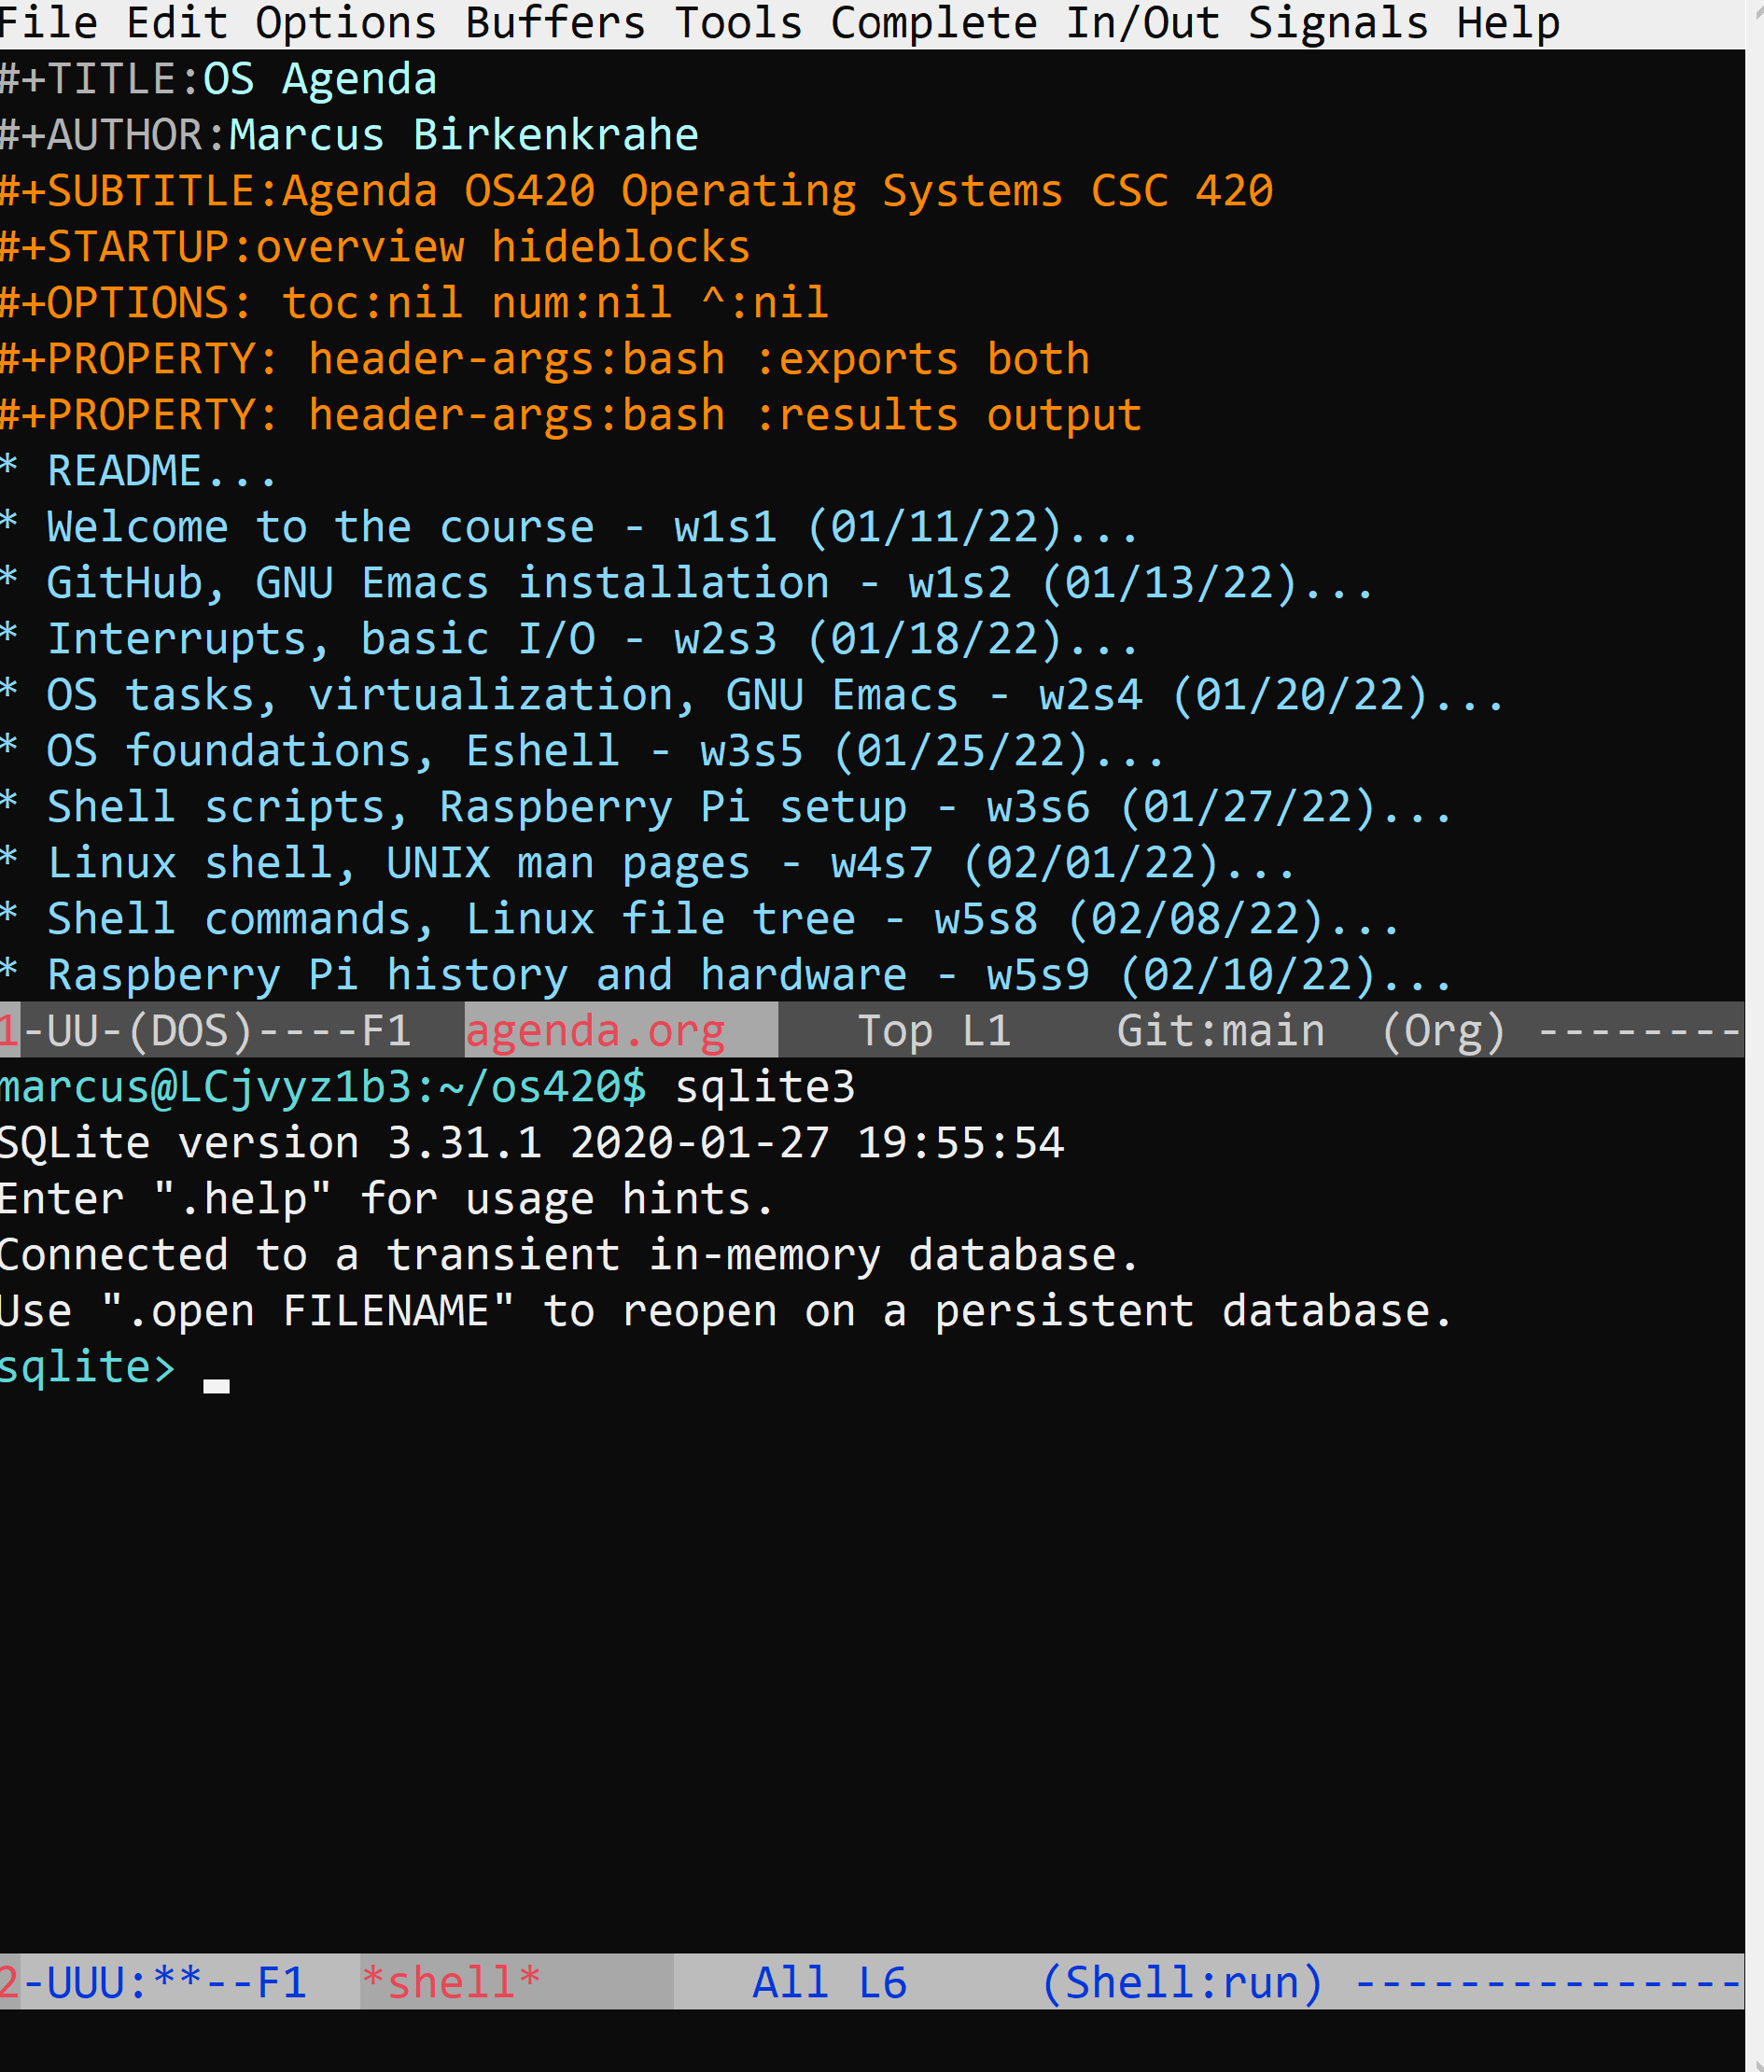 File Edit Options Buffers Tools Complete In/Out Signals Help
#+TITLE:OS Agenda
#+AUTHOR:Marcus Birkenkrahe
#+SUBTITLE:Agenda OS420 Operating Systems CSC 420
#+STARTUP:overview hideblocks
#+OPTIONS: toc:nil num:nil ^:nil
#+PROPERTY: header-args:bash :exports both
#+PROPERTY: header-args:bash :results output
* README...
* Welcome to the course - w1s1 (01/11/22)...
* GitHub, GNU Emacs installation - w1s2 (01/13/22)...
* Interrupts, basic I/O - w2s3 (01/18/22)...
* OS tasks, virtualization, GNU Emacs - w2s4 (01/20/22)...
* OS foundations, Eshell - w3s5 (01/25/22)...
* Shell scripts, Raspberry Pi setup - w3s6 (01/27/22)...
* Linux shell, UNIX man pages - w4s7 (02/01/22)...
* Shell commands, Linux file tree - w5s8 (02/08/22)...
* Raspberry Pi history and hardware - w5s9 (02/10/22)...
1-UU-(DOS)----F1  agenda.org     Top L1    Git:main  (Org) --------
marcus@LCjvyz1b3:~/os420$ sqlite3
SQLite version 3.31.1 2020-01-27 19:55:54
Enter ".help" for usage hints.
Connected to a transient in-memory database.
Use ".open FILENAME" to reopen on a persistent database.
sqlite>
2-UUU:**--F1  *shell*        All L6     (Shell:run) ---------------